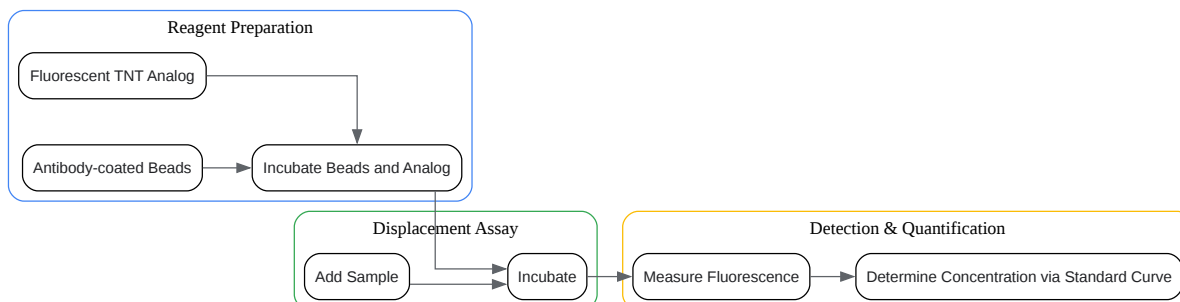 Reagent Preparation
Fluorescent TNT Analog
Antibody-coated Beads
Incubate Beads and Analog
Displacement Assay
Add Sample
Incubate
Detection & Quantification
Measure Fluorescence
Determine Concentration via Standard Curve